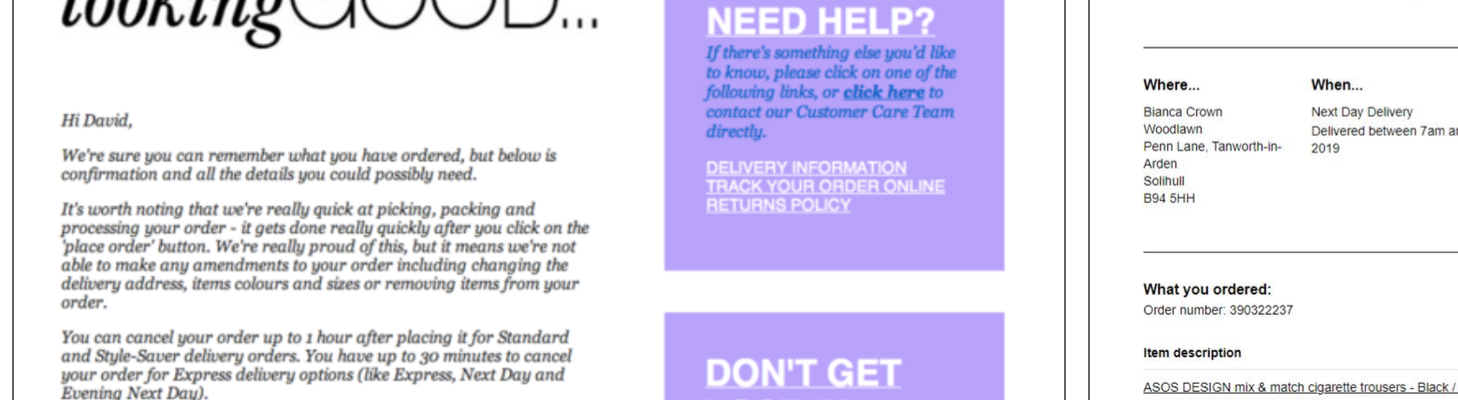 looking GOOD...
Hi David,
We're sure you can remember what you have ordered, but below is
confirmation and all the details you could possibly need.
It's worth noting that we're really quick at picking, packing and
processing your order - it gets done really quickly after you click on the
'place order' button. We're really proud of this, but it means we're not
able to make any amendments to your order including changing the
delivery address, items colours and sizes or removing items from your
order.
You can cancel your order up to 1 hour after placing it for Standard
and Style-Saver delivery orders. You have up to 30 minutes to cancel
your order for Express delivery options (like Express, Next Day and
Evening Next Day).
NEED HELP?
If there's something else you'd like
to know, please click on one of the
following links, or click here to
contact our Customer Care Team
directly.
DELIVERY INFORMATION
TRACK YOUR ORDER ONLINE
RETURNS POLICY
DON'T GET
Where...
Bianca Crown
Woodlawn
Penn Lane, Tanworth-in-
Arden
Solihull
B94 5HH
When...
Next Day Delivery
Delivered between 7am
2019
What you ordered:
Order number: 390322237
Item description
ASOS DESIGN mix & match cigarette trousers - Black /